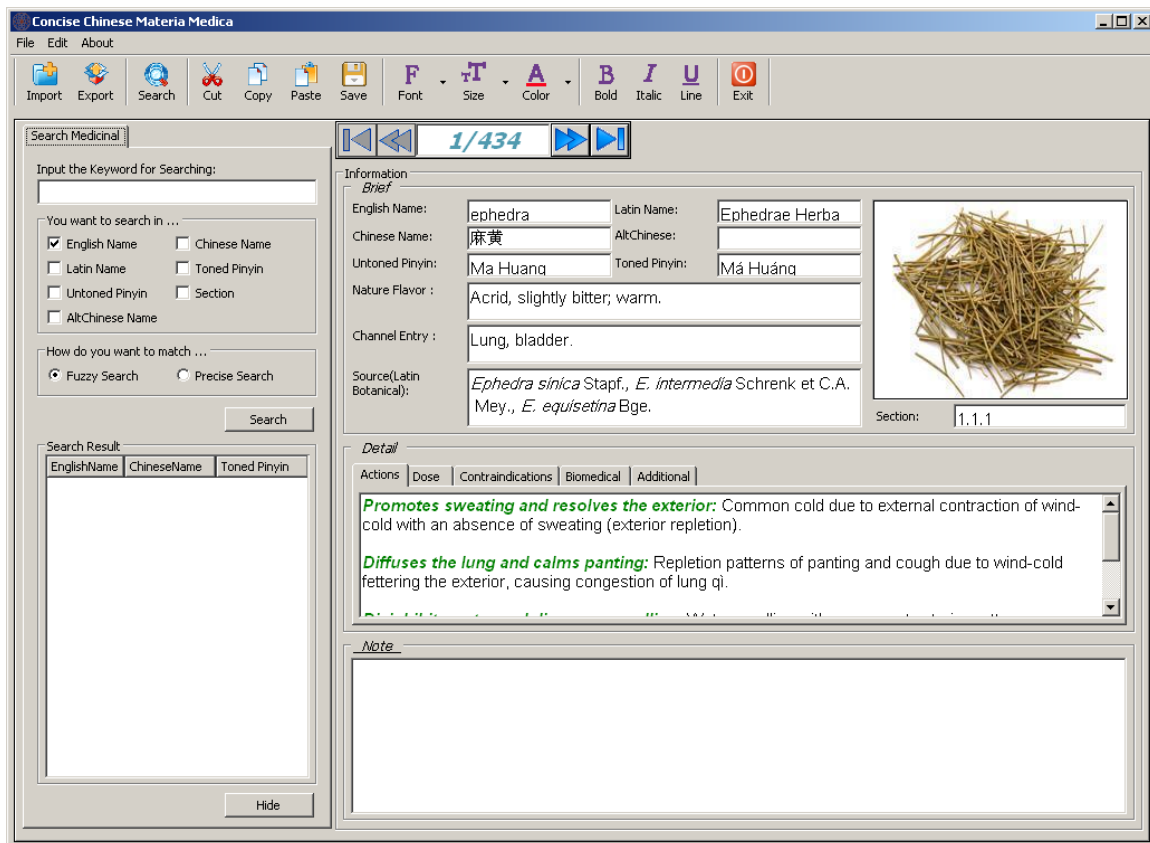 Concise Chinese Materia Medica
File Edit About
Import Export Search Cut Copy Paste Save Font Size Color Bold Italic Line Exit
Search Medicinal
Input the Keyword for Searching:
You want to search in ...
English Name Chinese Name
Latin Name Toned Pinyin
Untoned Pinyin Section
AltChinese Name
How do you want to match ...
Fuzzy Search Precise Search
Search
Search Result
EnglishName ChineseName Toned Pinyin
Hide
1/434
Information
Brief
English Name: ephedra Latin Name: Ephedrae Herba
Chinese Name: 麻黄 AltChinese:
Untoned Pinyin: Ma Huang Toned Pinyin: Má Huáng
Nature Flavor : Acrid, slightly bitter; warm.
Channel Entry : Lung, bladder.
Source(Latin Botanical): Ephedra sinica Stapf., E. intermedia Schrenk et C.A.
Mey., E. equisetina Bge.
Section: 1.1.1
Detail
Actions Dose Contraindications Biomedical Additional
Promotes sweating and resolves the exterior: Common cold due to external contraction of wind-
cold with an absence of sweating (exterior repletion).
Diffuses the lung and calms panting: Repletion patterns of panting and cough due to wind-cold
fettering the exterior, causing congestion of lung qì.
Note